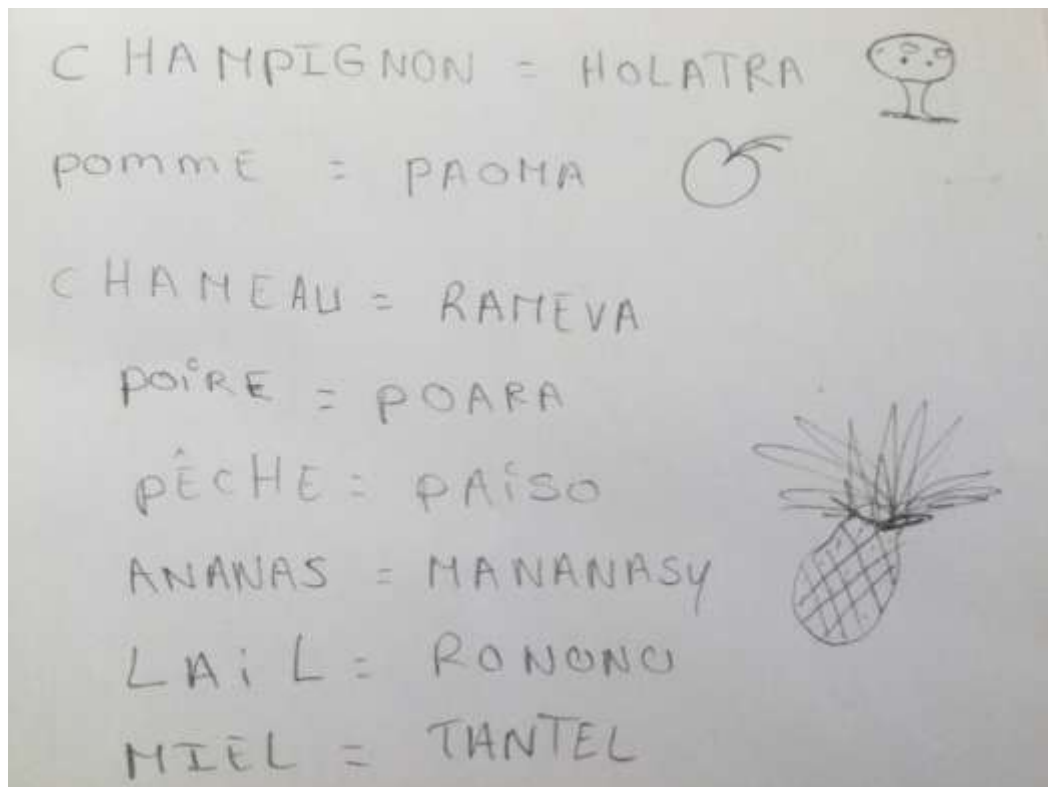 CHAMPIGNON = HOLATRA
pommE = PAOMA
CHAMEAU = RAMEVA
POiRE = POARA
PÊCHE = PAiSO
ANANAS = MANANASY
LAiL = RONONO
MIEL = TANTEL